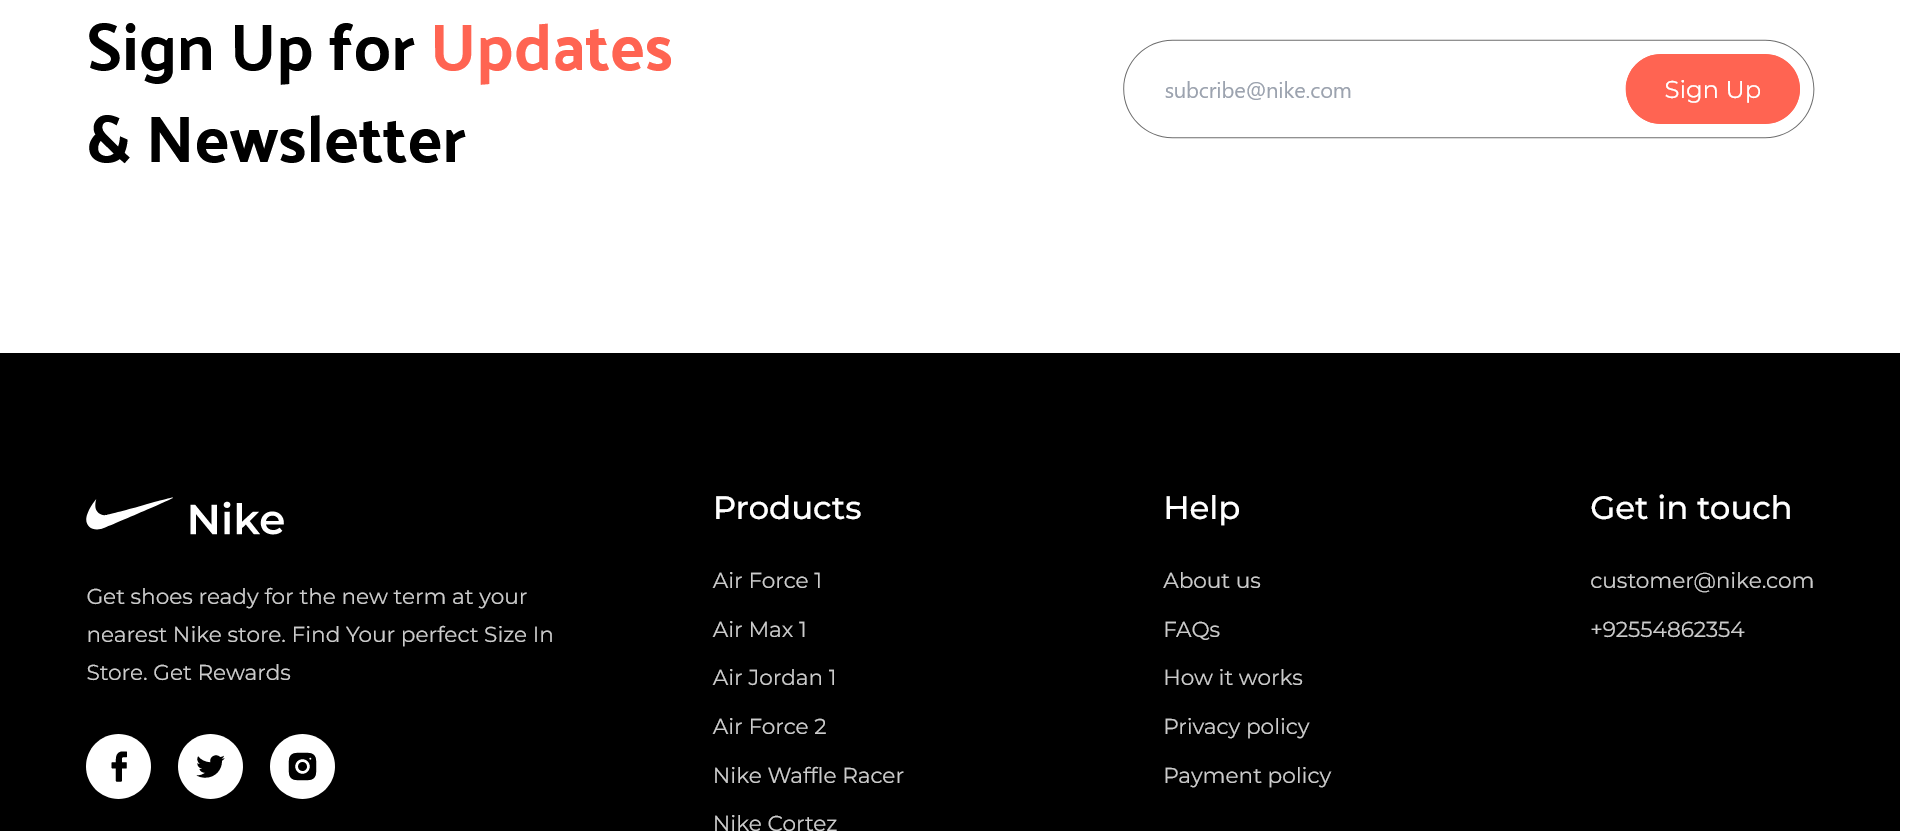 Sign Up for Updates
& Newsletter
subcribe@nike.com
Sign Up
Nike
Get shoes ready for the new term at your
nearest Nike store. Find Your perfect Size In
Store. Get Rewards
Products
Air Force 1
Air Max 1
Air Jordan 1
Air Force 2
Nike Waffle Racer
Nike Cortez
Help
About us
FAQs
How it works
Privacy policy
Payment policy
Get in touch
customer@nike.com
+92554862354